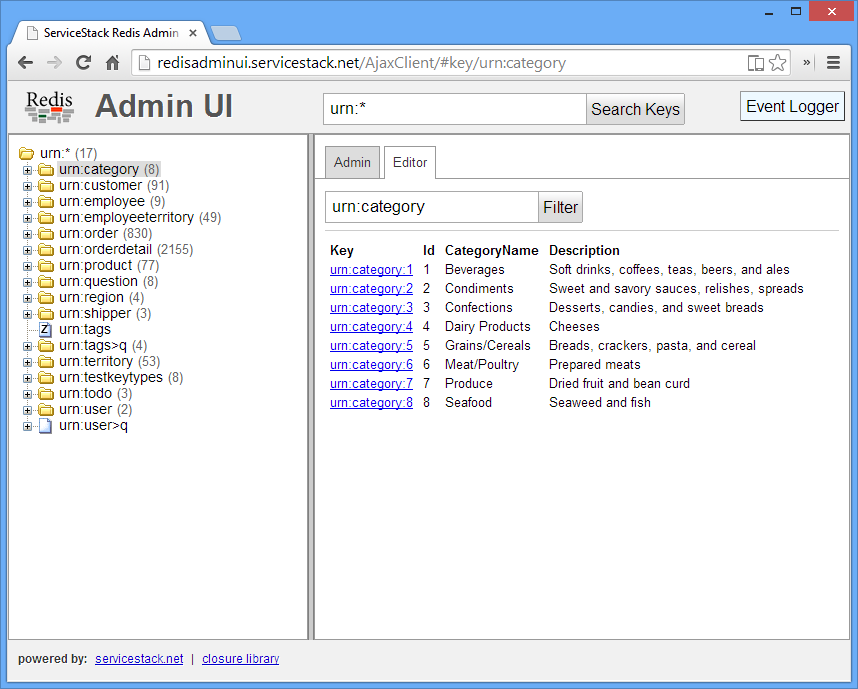 ServiceStack Redis Admin
redisadminui.servicestack.net/AjaxClient/#key/urn:category
Redis
Admin UI
urn:*
Search Keys
Event Logger
urn:* (17)
urn:category (8)
urn:customer (91)
urn:employee (9)
urn:employeeterritory (49)
urn:order (830)
urn:orderdetail (2155)
urn:product (77)
urn:question (8)
urn:region (4)
urn:shipper (3)
Z urn:tags
urn:tags>q (4)
urn:territory (53)
urn:testkeytypes (8)
urn:todo (3)
urn:user (2)
urn:user>q
Admin Editor
urn:category Filter
Key Id CategoryName Description
urn:category:1 1 Beverages Soft drinks, coffees, teas, beers, and ales
urn:category:2 2 Condiments Sweet and savory sauces, relishes, spreads
urn:category:3 3 Confections Desserts, candies, and sweet breads
urn:category:4 4 Dairy Products Cheeses
urn:category:5 5 Grains/Cereals Breads, crackers, pasta, and cereal
urn:category:6 6 Meat/Poultry Prepared meats
urn:category:7 7 Produce Dried fruit and bean curd
urn:category:8 8 Seafood Seaweed and fish
powered by: servicestack.net | closure library